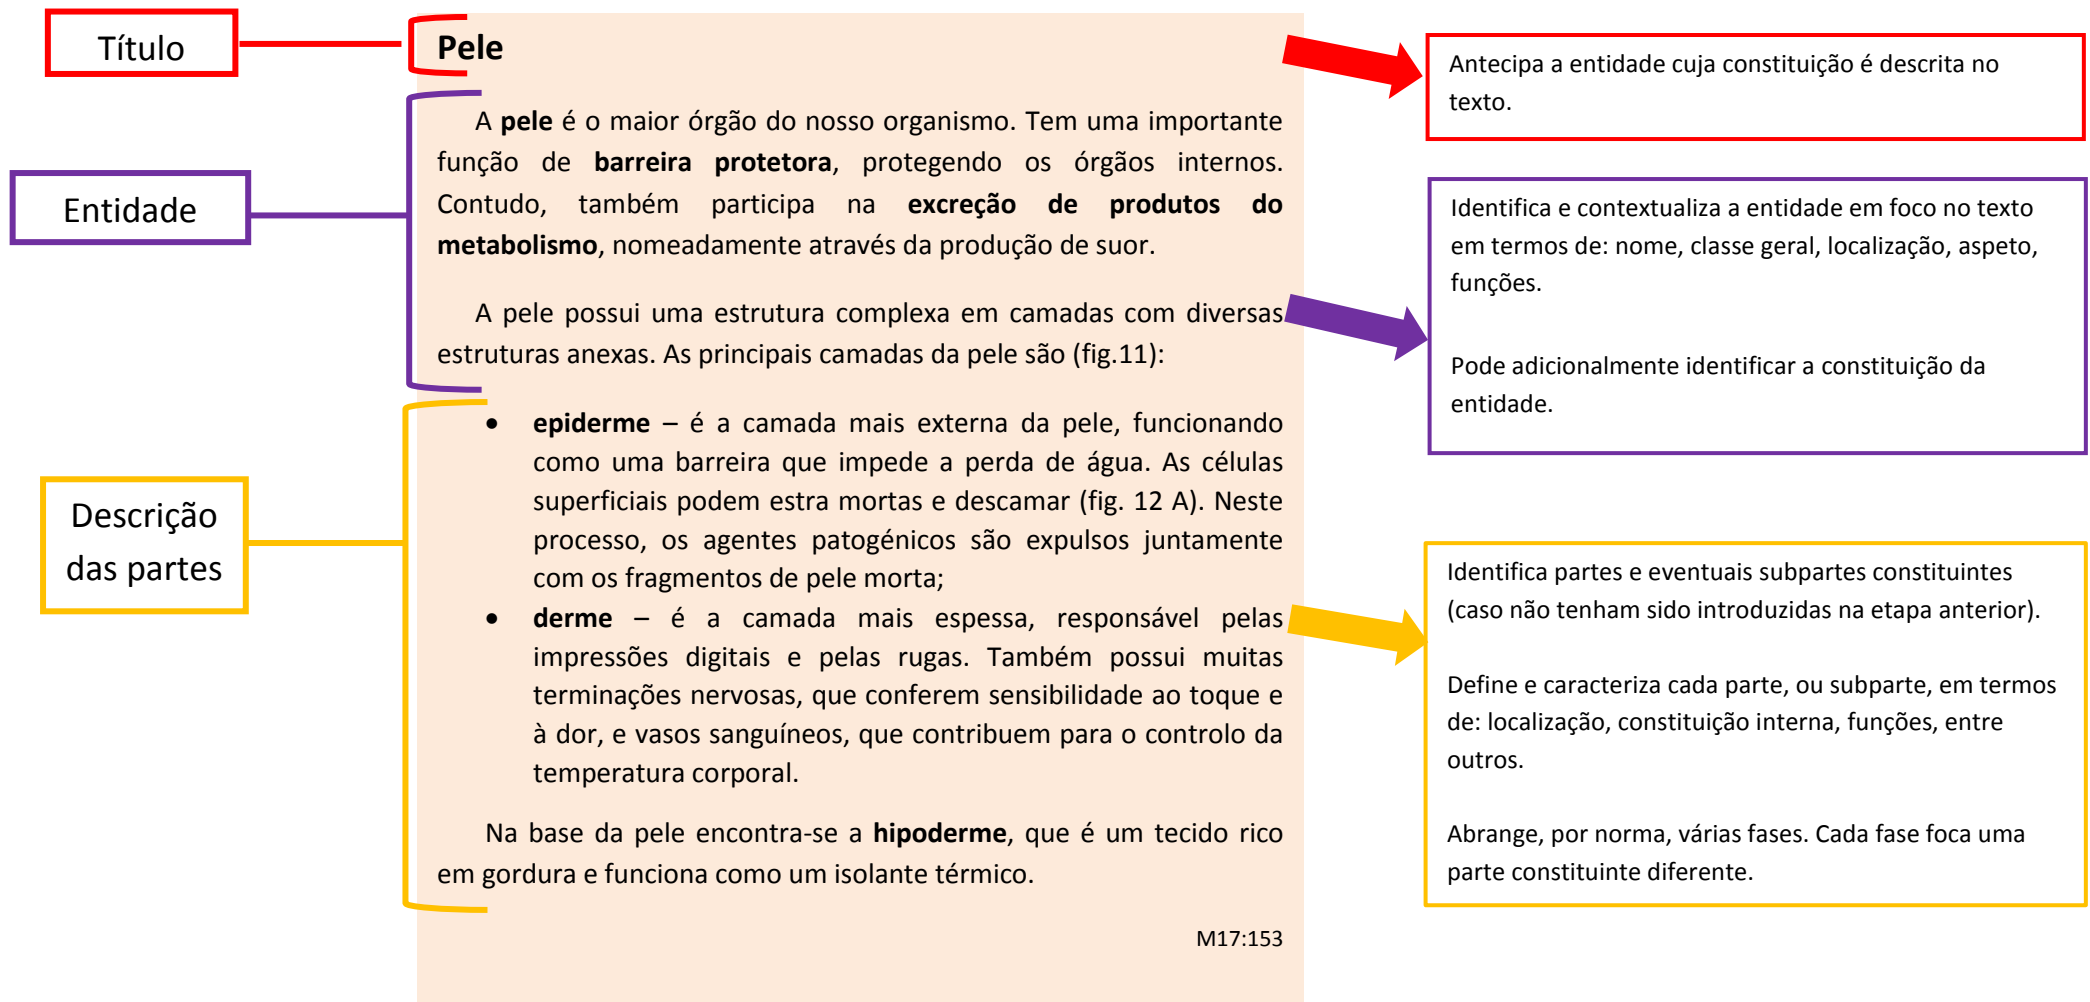 Título
Pele
Antecipa a entidade cuja constituição é descrita no
texto.
Entidade
A pele é o maior órgão do nosso organismo. Tem uma importante
função de barreira protetora, protegendo os órgãos internos.
Contudo, também participa na excreção de produtos do
metabolismo, nomeadamente através da produção de suor.
A pele possui uma estrutura complexa em camadas com diversas
estruturas anexas. As principais camadas da pele são (fig.11):
Identifica e contextualiza a entidade em foco no texto
em termos de: nome, classe geral, localização, aspeto,
funções.
Pode adicionalmente identificar a constituição da
entidade.
Descrição
das partes
• epiderme – é a camada mais externa da pele, funcionando
como uma barreira que impede a perda de água. As células
superficiais podem estra mortas e descamar (fig. 12 A). Neste
processo, os agentes patogénicos são expulsos juntamente
com os fragmentos de pele morta;
• derme – é a camada mais espessa, responsável pelas
impressões digitais e pelas rugas. Também possui muitas
terminações nervosas, que conferem sensibilidade ao toque e
à dor, e vasos sanguíneos, que contribuem para o controlo da
temperatura corporal.
Na base da pele encontra-se a hipoderme, que é um tecido rico
em gordura e funciona como um isolante térmico.
M17:153
Identifica partes e eventuais subpartes constituintes
(caso não tenham sido introduzidas na etapa anterior).
Define e caracteriza cada parte, ou subparte, em termos
de: localização, constituição interna, funções, entre
outros.
Abrange, por norma, várias fases. Cada fase foca uma
parte constituinte diferente.